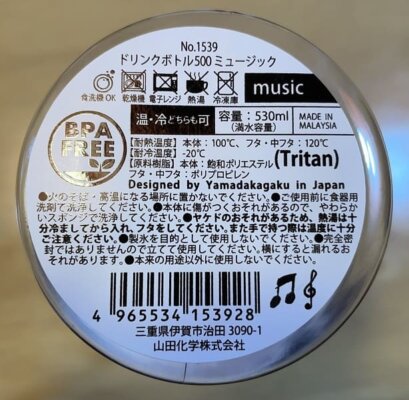 No.1539
ドリンクボトル500 ミュージック
食洗機 OK 乾燥機 電子レンジ 熱湯 冷凍庫
music
温・冷どちらも可
容量：530ml
(満水容量)
MADE IN
MALAYSIA
BPA
FREE
【耐熱温度】本体：100℃、フタ・中フタ：120℃
【耐冷温度】-20℃
【原料樹脂】本体：飽和ポリエステル(Tritan)
フタ・中フタ：ポリプロピレン
Designed by Yamadakagaku in Japan
●火のそば・高温になる場所に置かないでください。●ご使用前に食器用
洗剤で洗浄してください。●本体に傷がつくおそれがあるので、やわらか
いスポンジで洗浄してください。●ヤケドのおそれがあるため、熱湯は十
分冷ましてから入れ、フタをしてください。また手で持つ際は温度に十分
ご注意ください。●製氷を目的として使用しないでください。●完全密
封ではありませんので立てて使用してください。横にすると漏れるおそ
それがあります。●本来の用途以外に使用しないでください。
4 965534 153928
三重県伊賀市治田 3090-1
山田化学株式会社